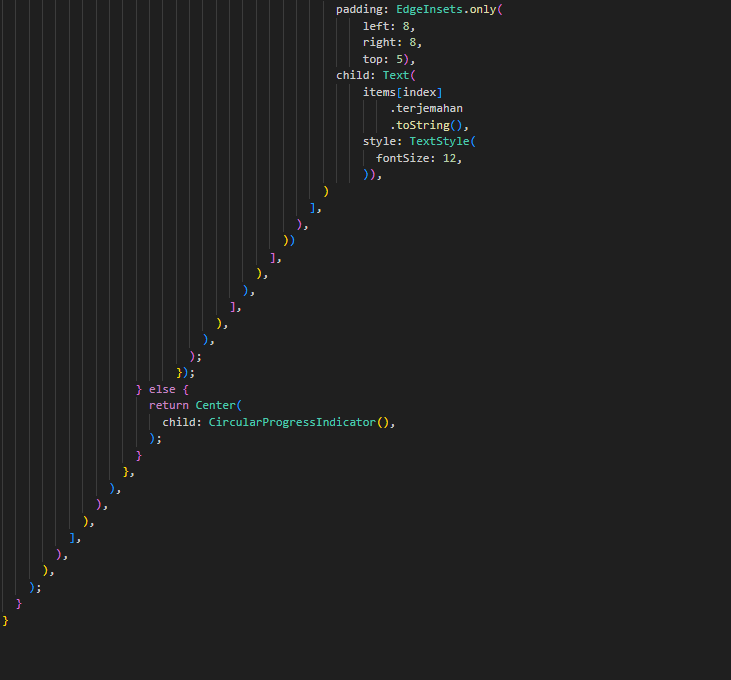 padding: EdgeInsets.only(
left: 8,
right: 8,
top: 5),
child: Text(
items[index]
.terjemahan
.toString(),
style: TextStyle(
fontSize: 12,
)),
)
],
),
))
],
),
),
],
),
),
);
});
} else {
return Center(
child: CircularProgressIndicator(),
);
}
},
),
),
),
],
),
),
);
}
}